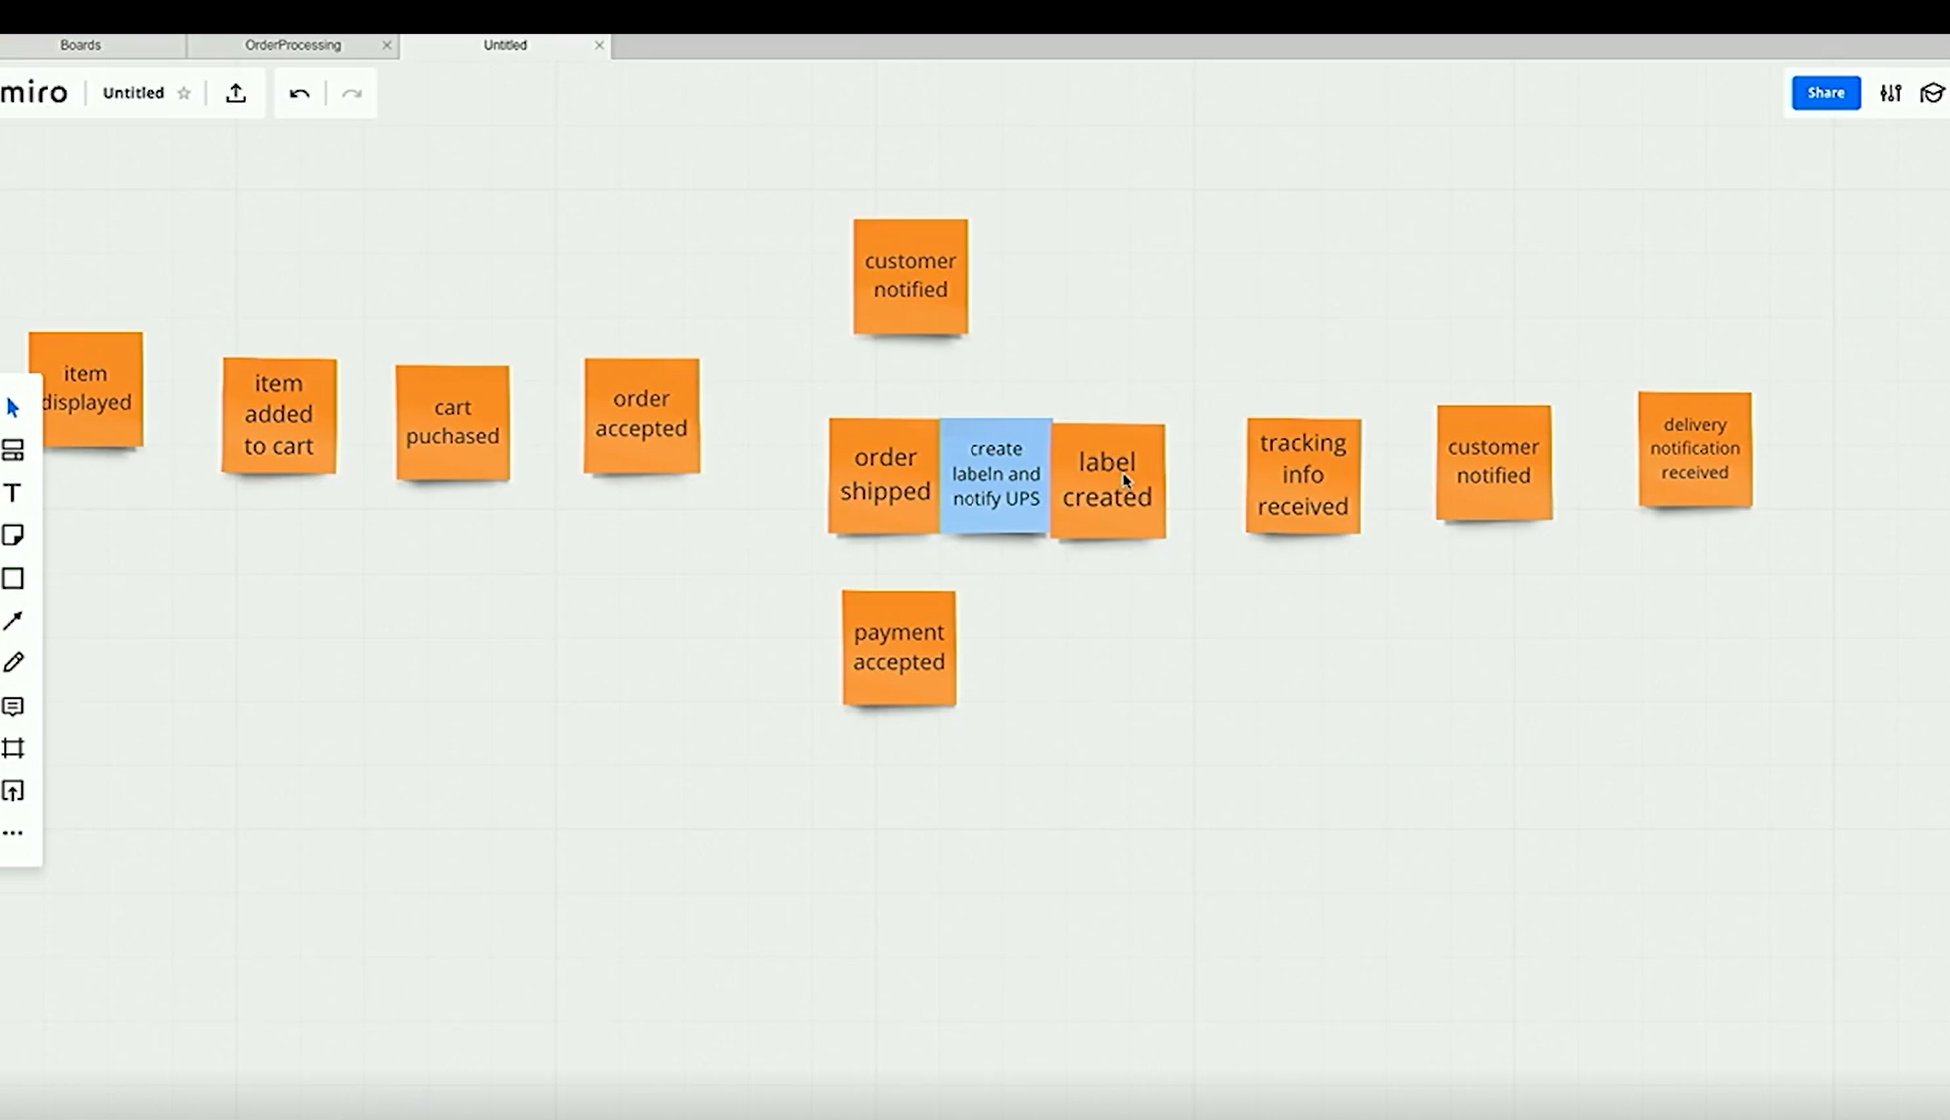 Boards
OrderProcessing
Untitled
miro
Untitled
Share
customer
notified
item
displayed
item
added
to cart
cart
puchased
order
accepted
order
shipped
create
labeln and
notify UPS
label
created
tracking
info
received
customer
notified
delivery
notification
received
payment
accepted